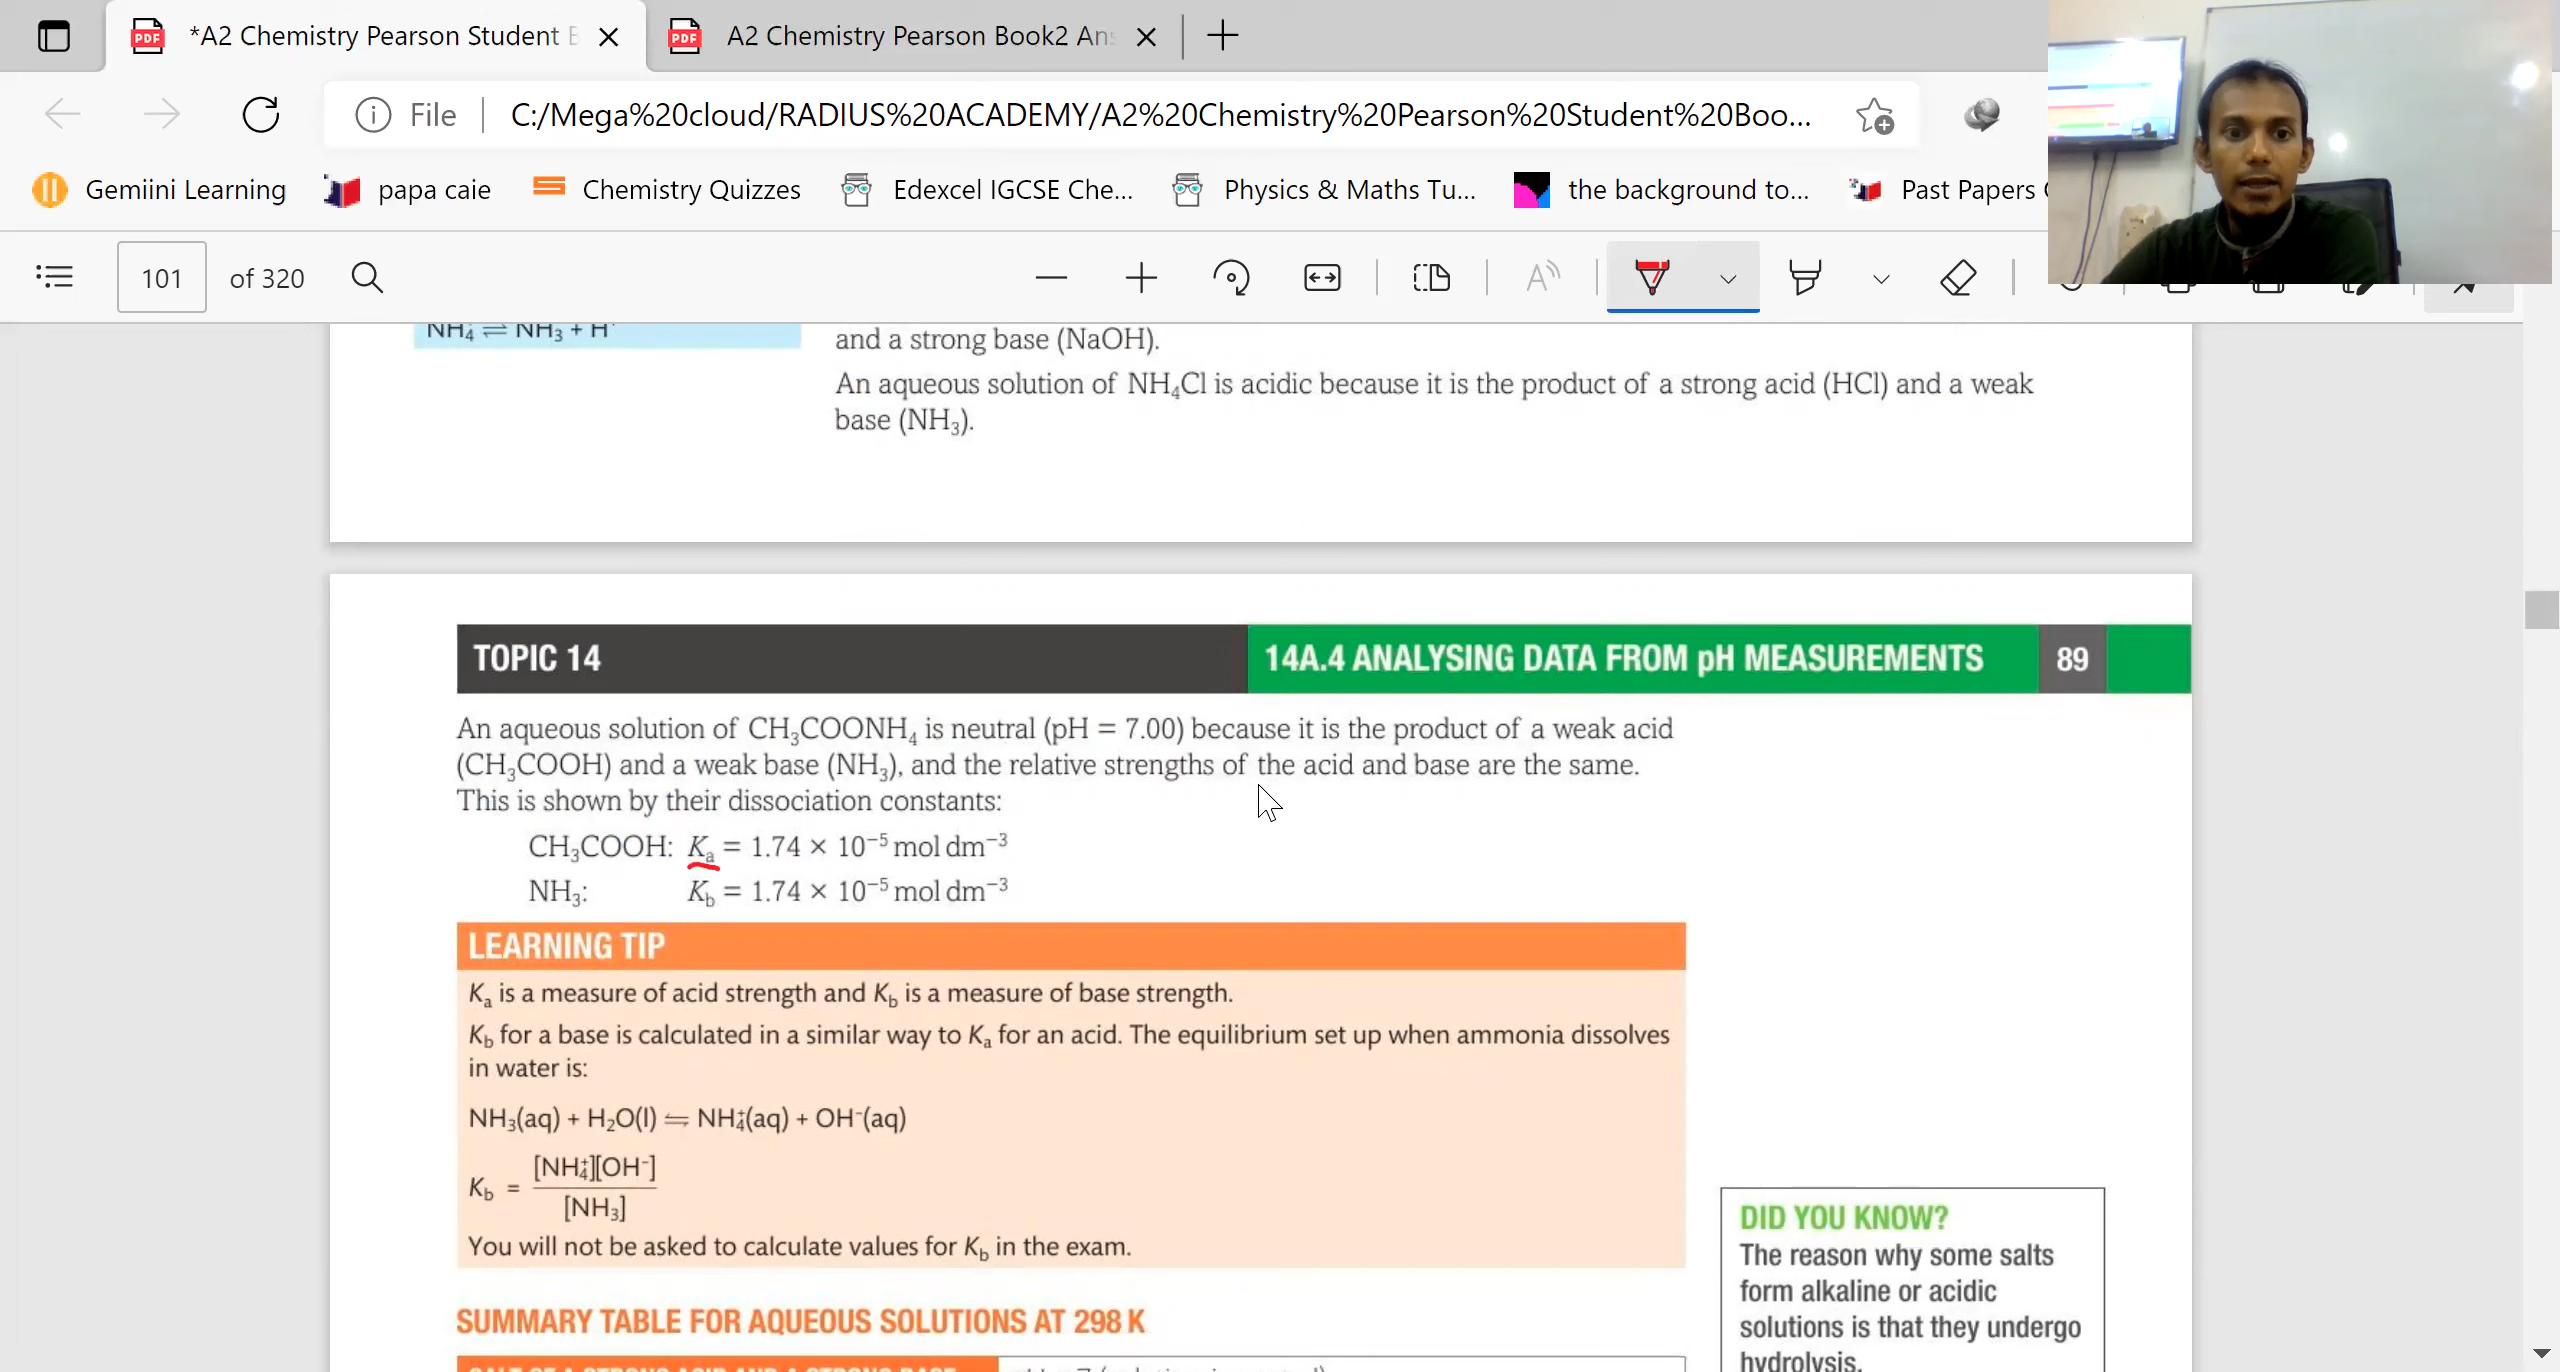 *A2 Chemistry Pearson Student B
A2 Chemistry Pearson Book2 Ans
File
C:/Mega%20cloud/RADIUS%20ACADEMY/A2%20Chemistry%20Pearson%20Student%20Boo...
Gemiini Learning
papa caie
Chemistry Quizzes
Edexcel IGCSE Che...
Physics & Maths Tu...
the background to...
Past Papers
101 of 320
NH₄⁺ ⇌ NH₃ + H⁺
and a strong base (NaOH).
An aqueous solution of NH₄Cl is acidic because it is the product of a strong acid (HCl) and a weak
base (NH₃).
TOPIC 14
14A.4 ANALYSING DATA FROM pH MEASUREMENTS
89
An aqueous solution of CH₃COONH₄ is neutral (pH = 7.00) because it is the product of a weak acid
(CH₃COOH) and a weak base (NH₃), and the relative strengths of the acid and base are the same.
This is shown by their dissociation constants:
CH₃COOH: Kₐ = 1.74 × 10⁻⁵ mol dm⁻³
NH₃: K_b = 1.74 × 10⁻⁵ mol dm⁻³
LEARNING TIP
Kₐ is a measure of acid strength and K_b is a measure of base strength.
K_b for a base is calculated in a similar way to Kₐ for an acid. The equilibrium set up when ammonia dissolves
in water is:
NH₃(aq) + H₂O(l) ⇌ NH₄⁺(aq) + OH⁻(aq)
K_b = [NH₄⁺][OH⁻]
[NH₃]
You will not be asked to calculate values for K_b in the exam.
SUMMARY TABLE FOR AQUEOUS SOLUTIONS AT 298 K
DID YOU KNOW?
The reason why some salts
form alkaline or acidic
solutions is that they undergo
hydrolysis.